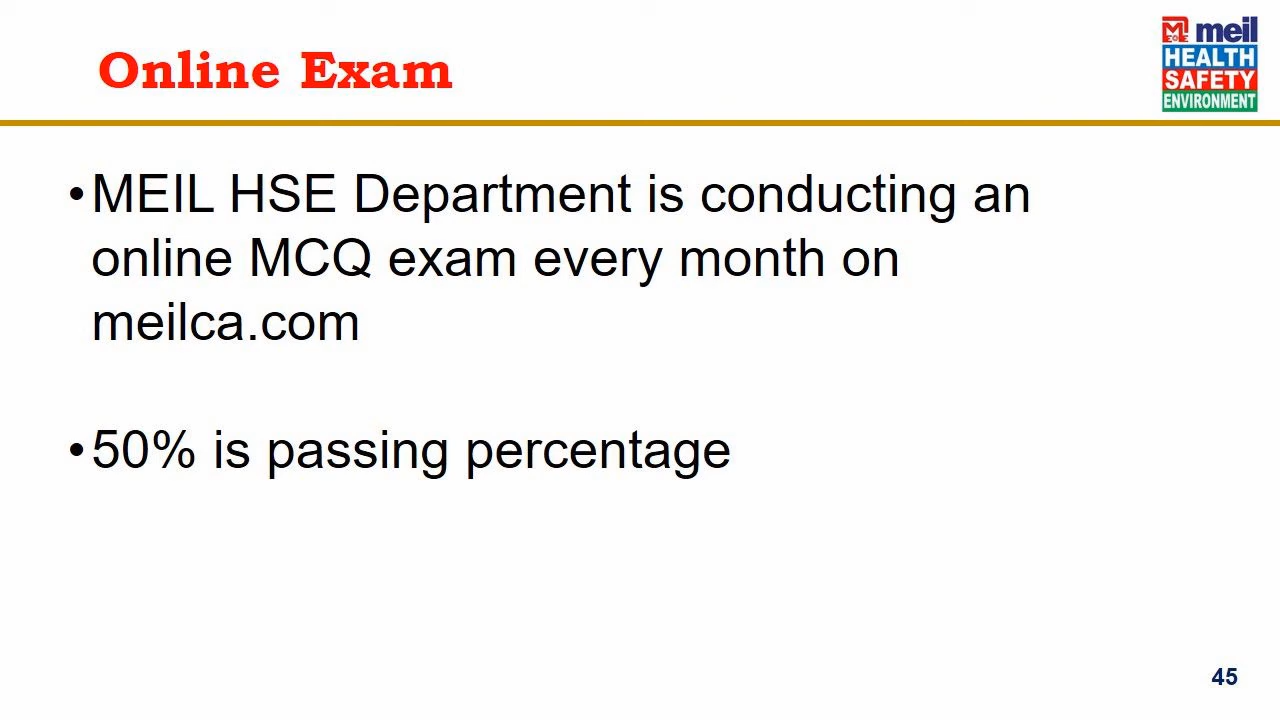 Online Exam
meil
HEALTH
SAFETY
ENVIRONMENT
•MEIL HSE Department is conducting an
online MCQ exam every month on
meilca.com
•50% is passing percentage
45